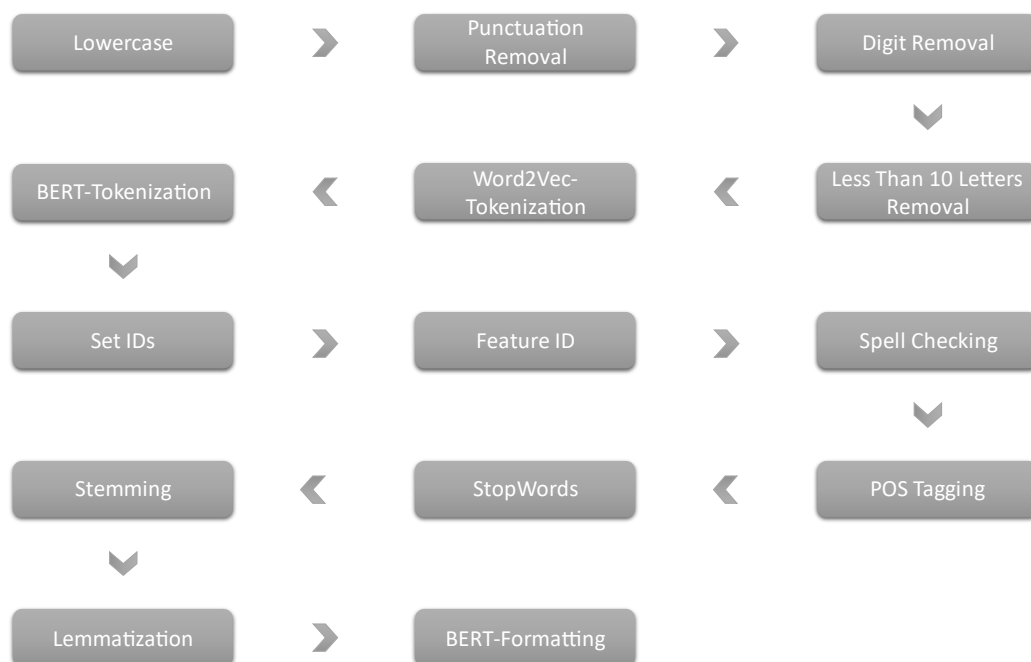 Lowercase
Punctuation
Removal
Digit Removal
Less Than 10 Letters
Removal
Word2Vec-
Tokenization
BERT-Tokenization
Set IDs
Feature ID
Spell Checking
POS Tagging
StopWords
Stemming
Lemmatization
BERT-Formatting